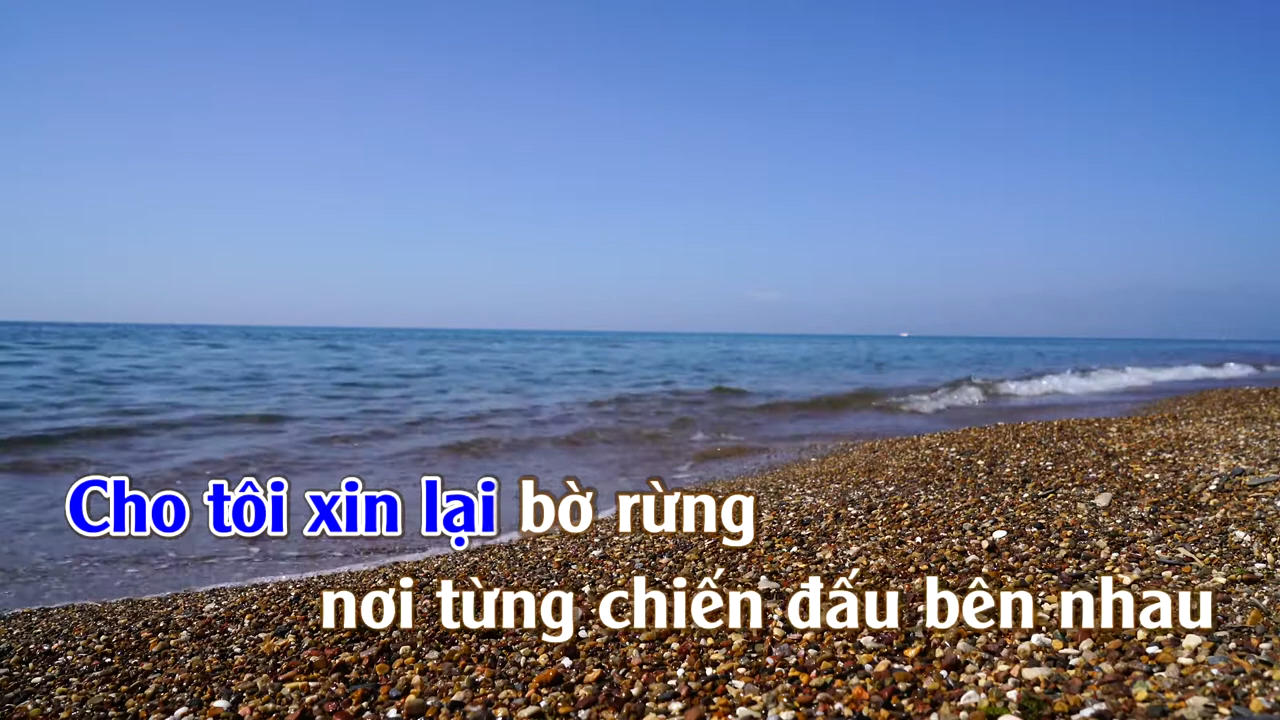 Cho tôi xin lại bờ rừng
nơi từng chiến đấu bên nhau